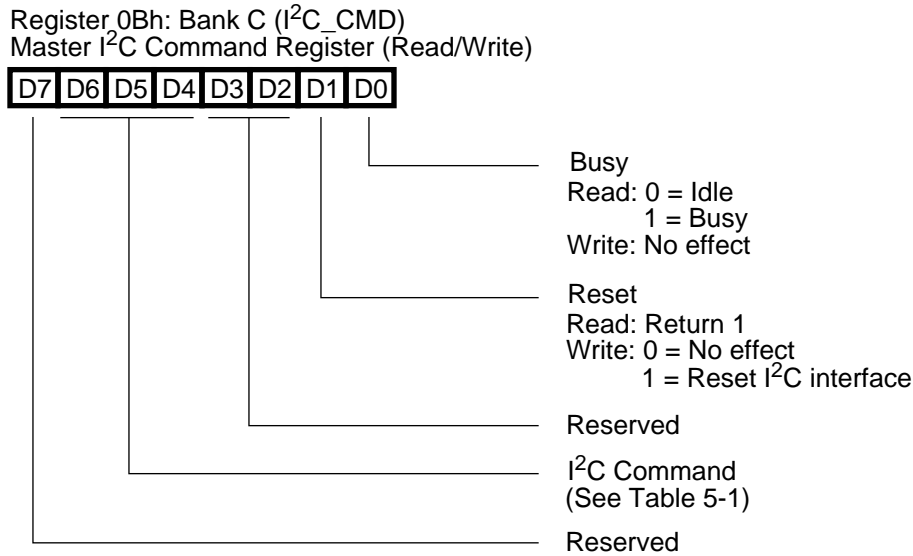 Register 0Bh: Bank C (I²C_CMD)
Master I²C Command Register (Read/Write)
D7 D6 D5 D4 D3 D2 D1 D0
Busy
Read: 0 = Idle
1 = Busy
Write: No effect
Reset
Read: Return 1
Write: 0 = No effect
1 = Reset I²C interface
Reserved
I²C Command
(See Table 5-1)
Reserved